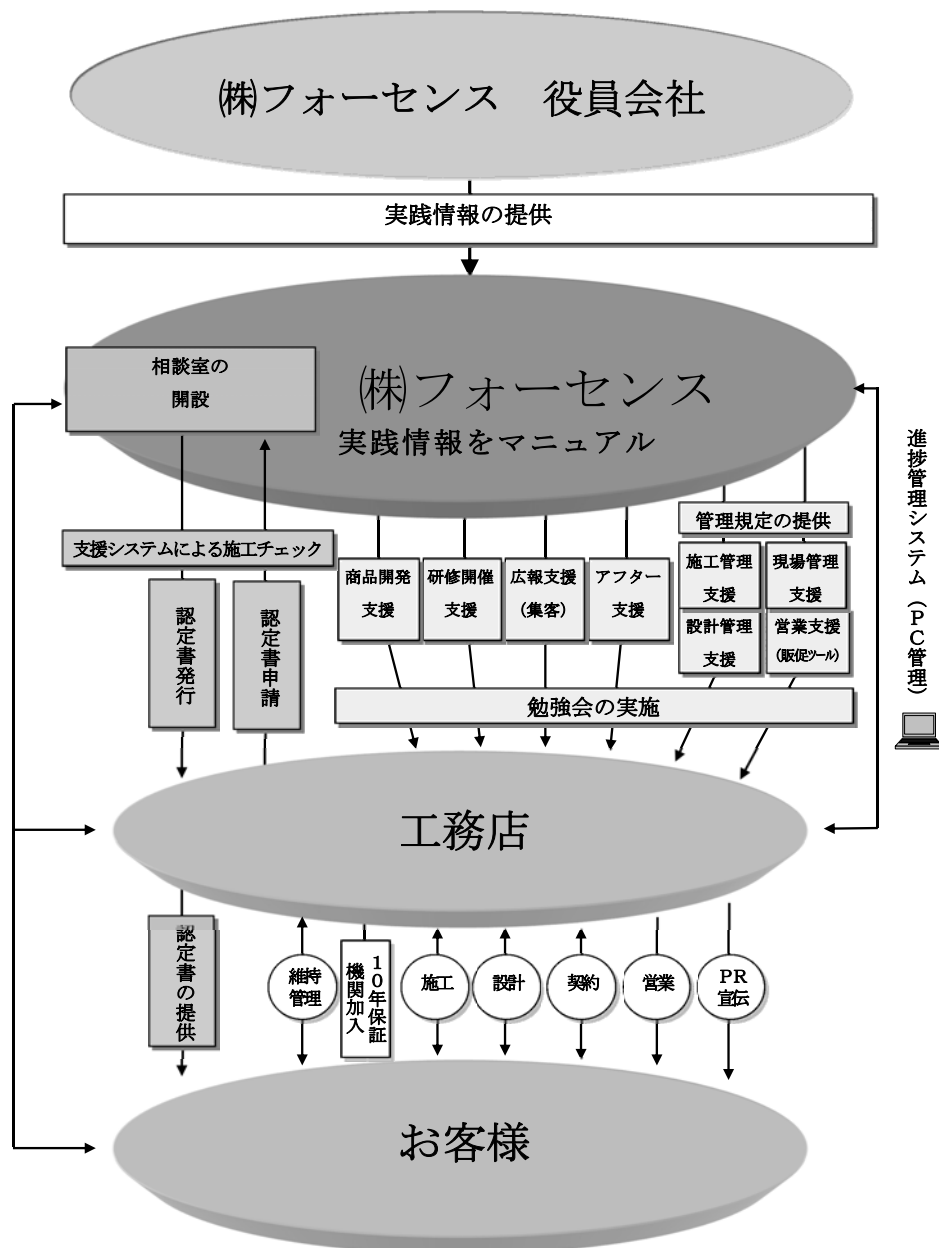 ㈱フォーセンス　役員会社
実践情報の提供
相談室の
開設
㈱フォーセンス
実践情報をマニュアル
進捗管理システム（PC管理）
支援システムによる施工チェック
認定書発行
認定書申請
商品開発
支援
研修開催
支援
広報支援
(集客)
アフター
支援
管理規定の提供
施工管理
支援
現場管理
支援
設計管理
支援
営業支援
(販促ツール)
勉強会の実施
工務店
認定書の提供
維持
管理
10年保証
機関加入
施工
設計
契約
営業
PR
宣伝
お客様